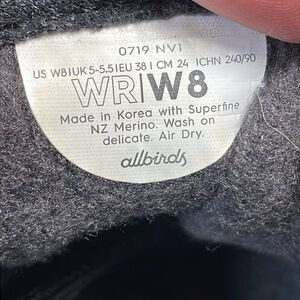 0719 NV1
US W8|UK 5-5.5|EU 38|CM 24|CHN 240/90
WR|W8
Made in Korea with Superfine
NZ Merino. Wash on
delicate. Air Dry.
allbirds